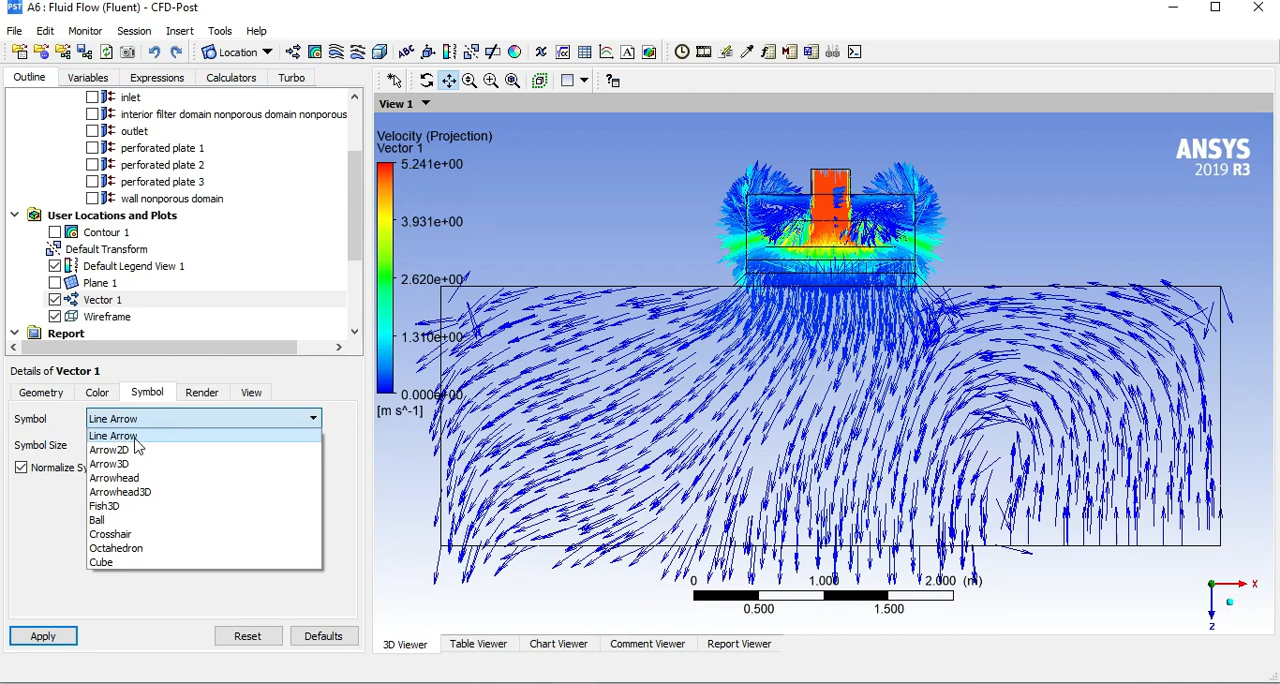 A6 : Fluid Flow (Fluent) - CFD-Post
File Edit Monitor Session Insert Tools Help
Location
Outline Variables Expressions Calculators Turbo
inlet
interior filter domain nonporous domain nonporous
outlet
perforated plate 1
perforated plate 2
perforated plate 3
wall nonporous domain
User Locations and Plots
Contour 1
Default Transform
Default Legend View 1
Plane 1
Vector 1
Wireframe
Report
Details of Vector 1
Geometry Color Symbol Render View
Symbol Line Arrow
Line Arrow
Symbol Size
Arrow2D
Arrow3D
Normalize Sy
Arrowhead
Arrowhead3D
Fish3D
Ball
Crosshair
Octahedron
Cube
Apply Reset Defaults
View 1
Velocity (Projection)
Vector 1
5.241e+00
3.931e+00
2.620e+00
1.310e+00
0.000e+00
[m s^-1]
ANSYS
2019 R3
0 1.000 2.000 (m)
0.500 1.500
X
Z
3D Viewer Table Viewer Chart Viewer Comment Viewer Report Viewer